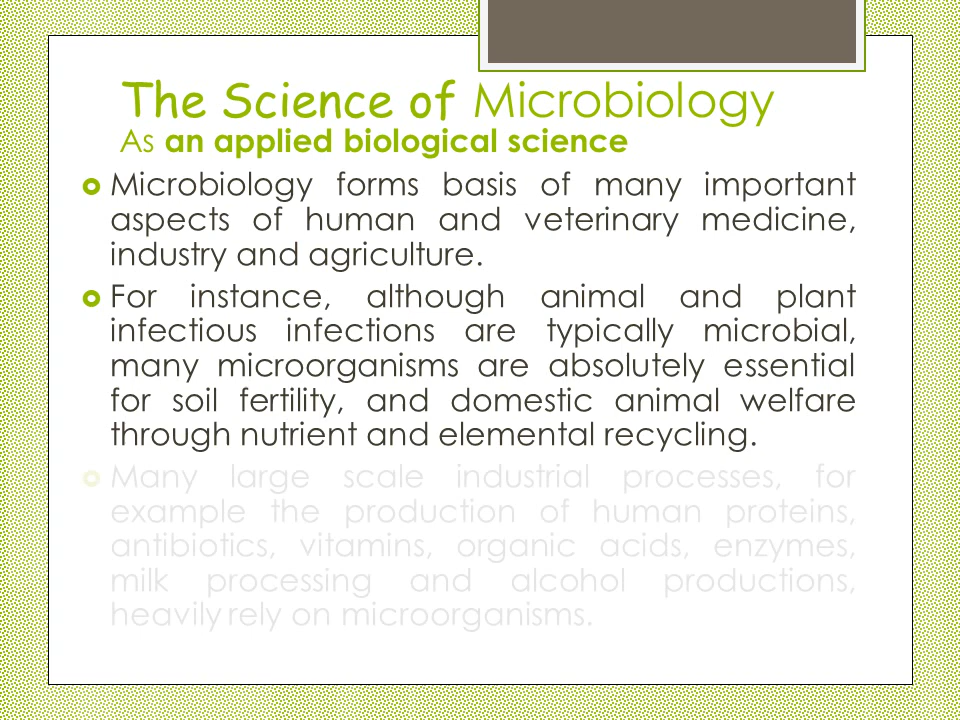 The Science of Microbiology
As an applied biological science
Microbiology forms basis of many important
aspects of human and veterinary medicine,
industry and agriculture.
For instance, although animal and plant
infectious infections are typically microbial,
many microorganisms are absolutely essential
for soil fertility, and domestic animal welfare
through nutrient and elemental recycling.
Many large scale industrial processes, for
example the production of human proteins,
antibiotics, vitamins, organic acids, enzymes,
milk processing and alcohol productions,
heavily rely on microorganisms.